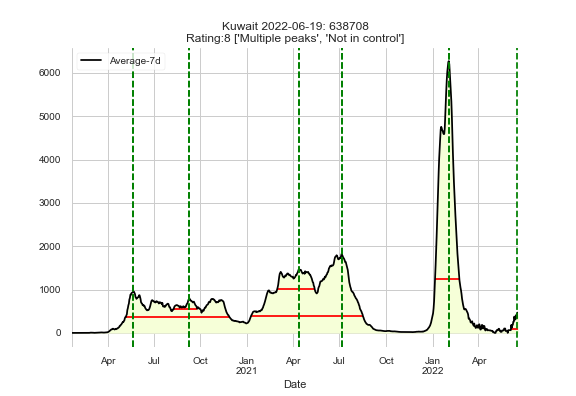 Kuwait 2022-06-19: 638708
Rating:8 ['Multiple peaks', 'Not in control']
Average-7d
6000
5000
4000
3000
2000
1000
0
Apr Jul Oct Jan Apr Jul Oct Jan Apr
2021 2022
Date